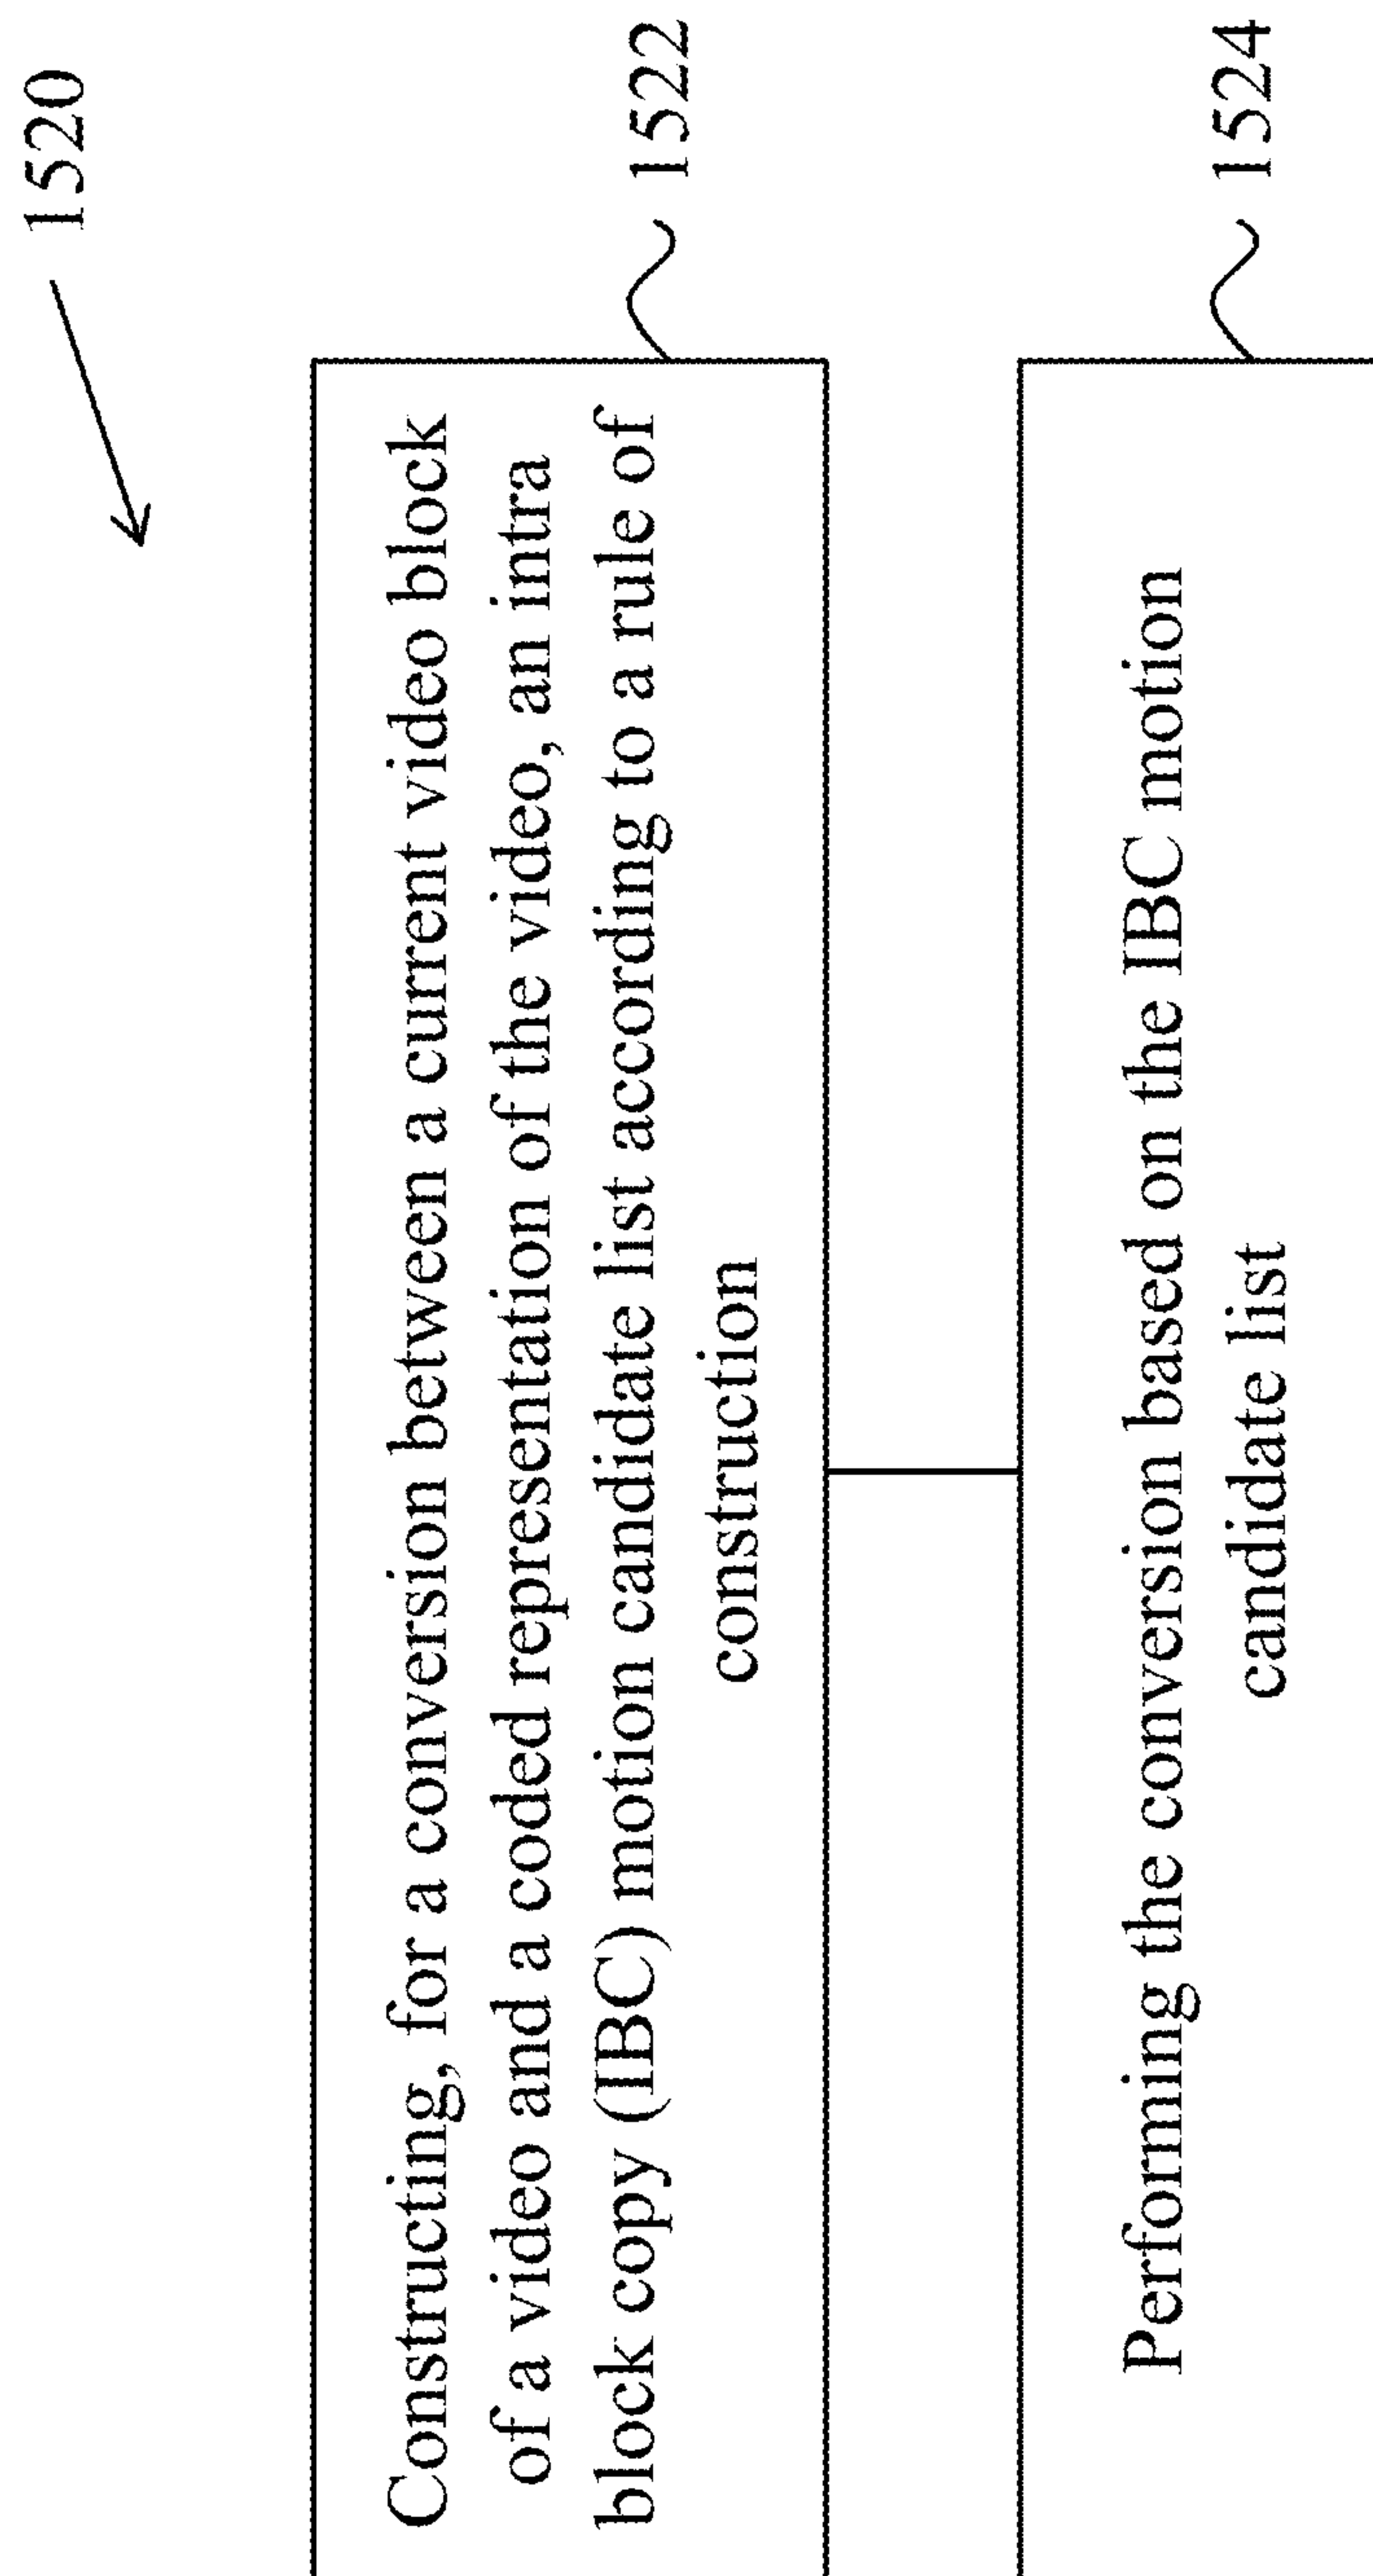 1520
Constructing, for a conversion between a current video block
of a video and a coded representation of the video, an intra
block copy (IBC) motion candidate list according to a rule of
construction
1522
Performing the conversion based on the IBC motion
candidate list
1524